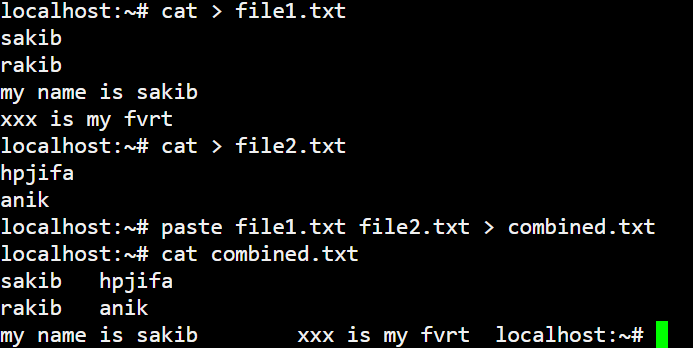 localhost:~# cat > file1.txt
sakib
rakib
my name is sakib
xxx is my fvrt
localhost:~# cat > file2.txt
hpjifa
anik
localhost:~# paste file1.txt file2.txt > combined.txt
localhost:~# cat combined.txt
sakib   hpjifa
rakib   anik
my name is sakib        xxx is my fvrt  localhost:~#